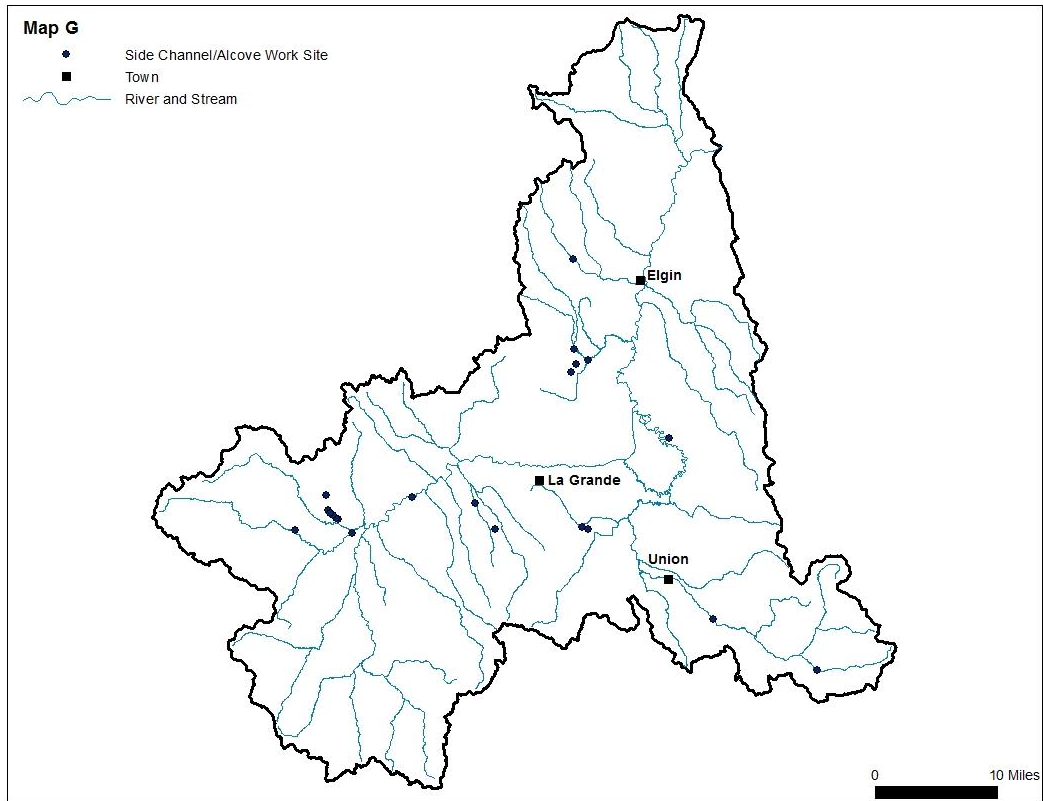 Map G
Side Channel/Alcove Work Site
Town
River and Stream
Elgin
La Grande
Union
0 10 Miles